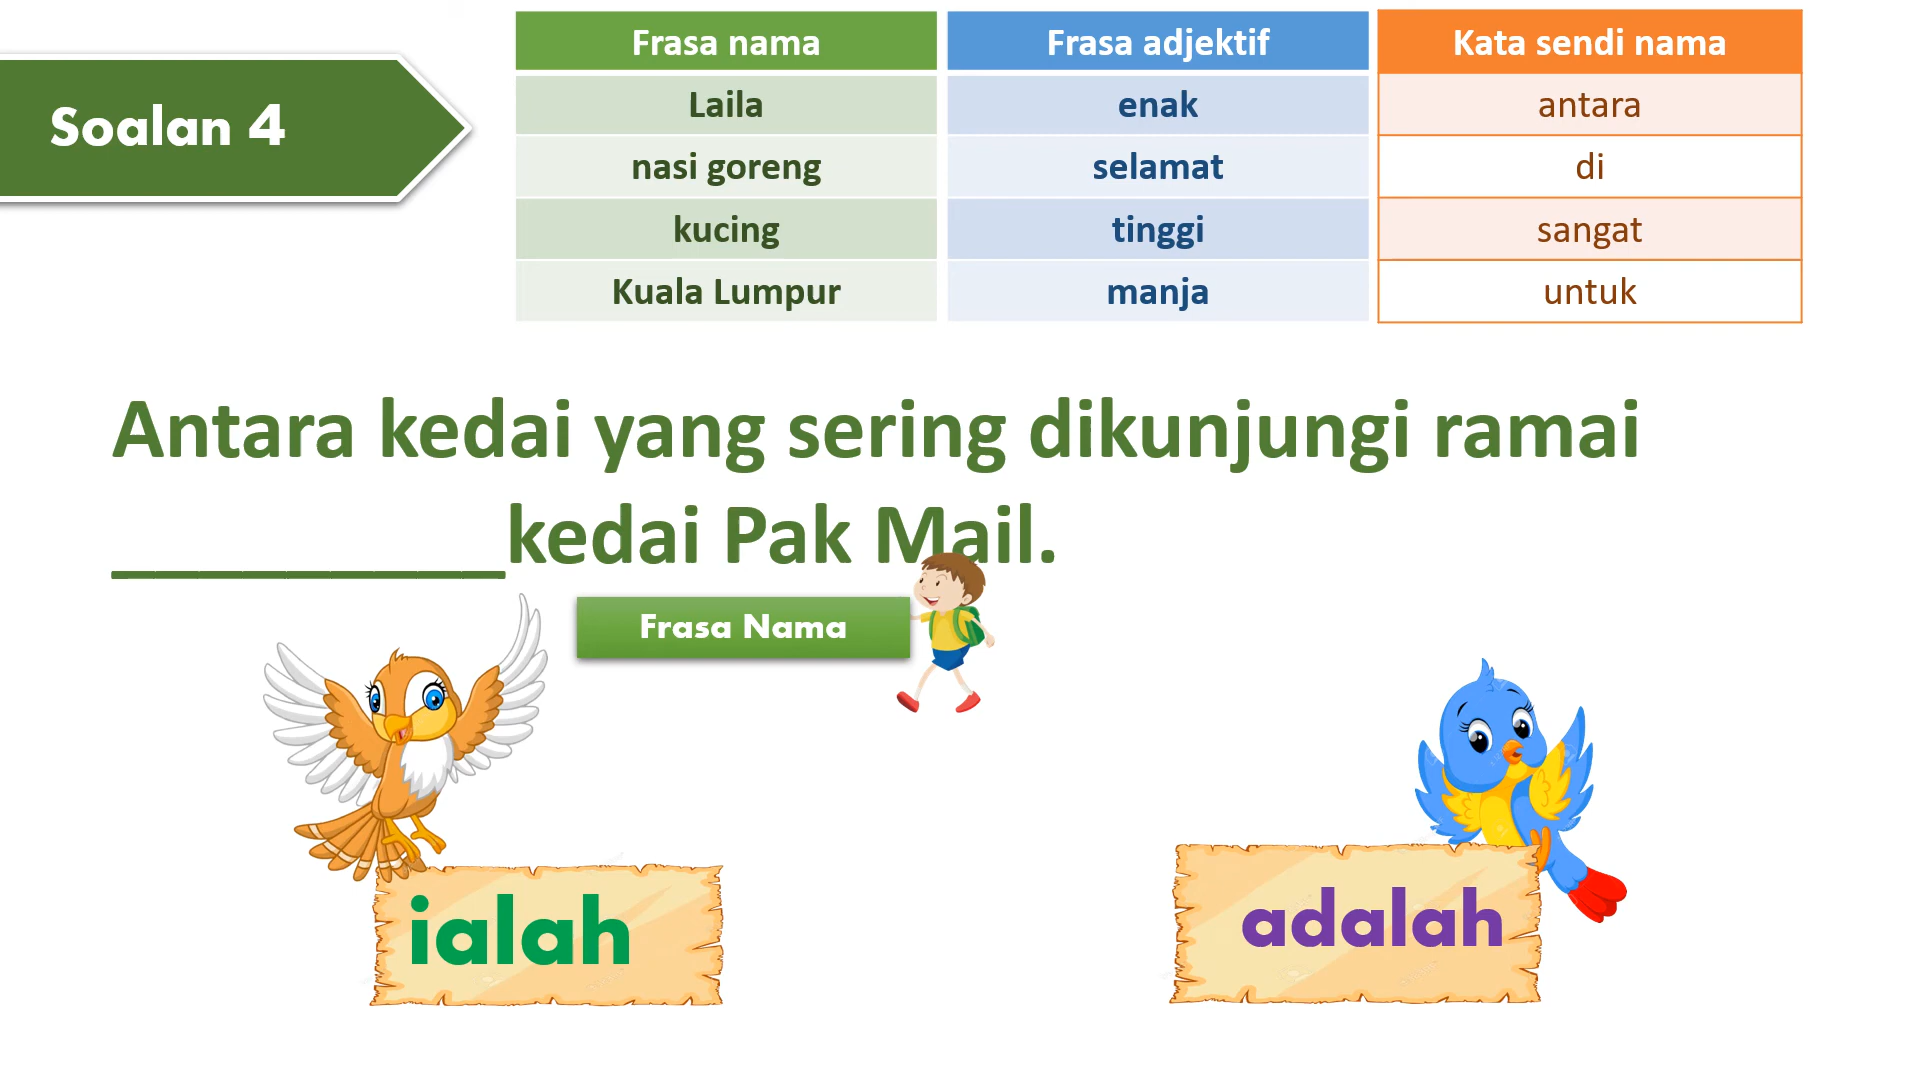 Soalan 4
Frasa nama Frasa adjektif Kata sendi nama
Laila enak antara
nasi goreng selamat di
kucing tinggi sangat
Kuala Lumpur manja untuk
Antara kedai yang sering dikunjungi ramai
_________kedai Pak Mail.
Frasa Nama
ialah
adalah